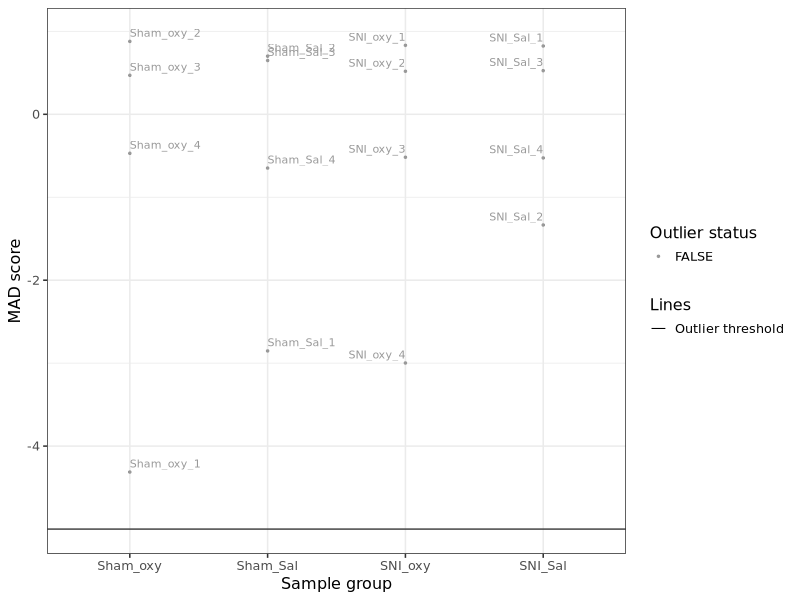 Sham_oxy_2
Sham_oxy_3
Sham_oxy_4
Sham_oxy_1
Sham_Sal_2
Sham_Sal_3
Sham_Sal_4
Sham_Sal_1
SNI_oxy_1
SNI_oxy_2
SNI_oxy_3
SNI_oxy_4
SNI_Sal_1
SNI_Sal_3
SNI_Sal_4
SNI_Sal_2
0
-2
-4
MAD score
Sham_oxy
Sham_Sal
SNI_oxy
SNI_Sal
Sample group
Outlier status
FALSE
Lines
Outlier threshold